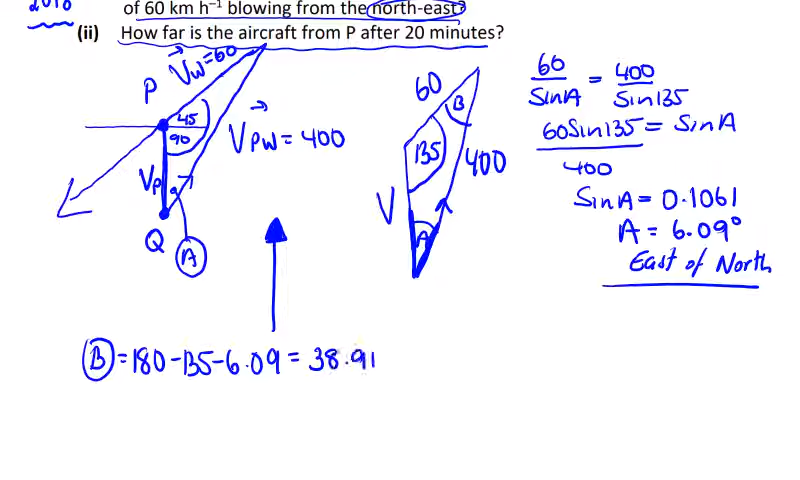 2018
of 60 km h⁻¹ blowing from the north-east?
(ii) How far is the aircraft from P after 20 minutes?
P
Vw = 60
45
90
VPW = 400
VP
Q
A
60
B
135
400
V
A
60/SinA = 400/Sin135
60Sin135/400 = SinA
SinA = 0.1061
A = 6.09°
East of North
B = 180 - 135 - 6.09 = 38.91